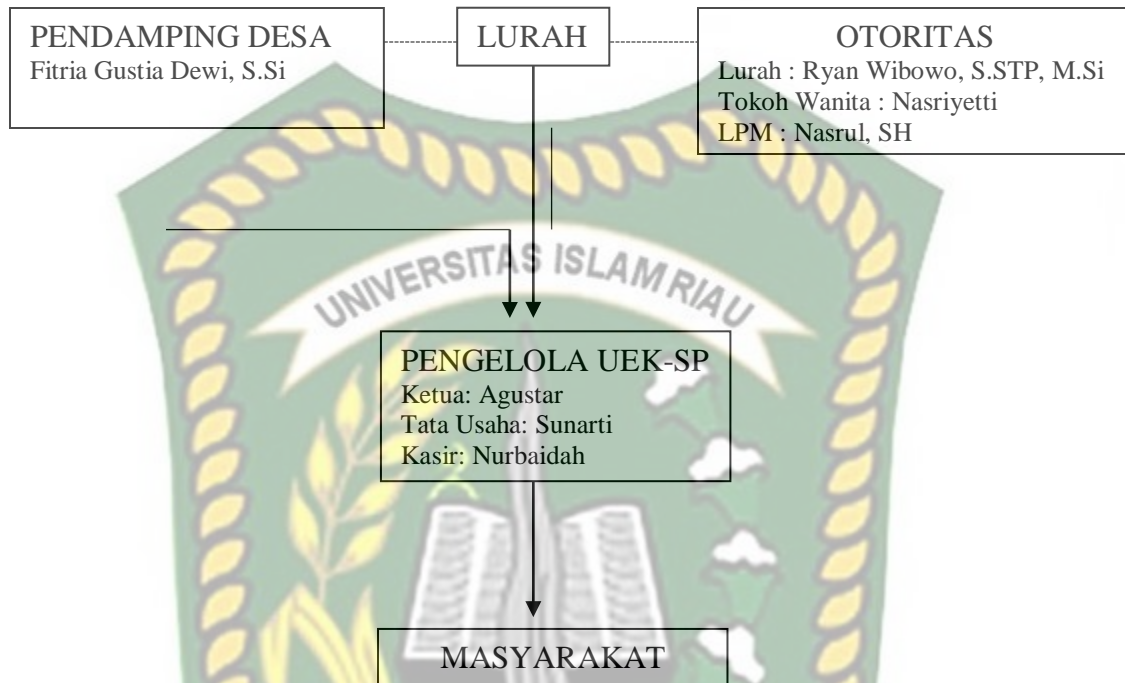 PENDAMPING DESA
Fitria Gustia Dewi, S.Si
LURAH
OTORITAS
Lurah : Ryan Wibowo, S.STP, M.Si
Tokoh Wanita : Nasriyetti
LPM : Nasrul, SH
UNIVERSITAS ISLAM RIAU
PENGELOLA UEK-SP
Ketua: Agustar
Tata Usaha: Sunarti
Kasir: Nurbaidah
MASYARAKAT